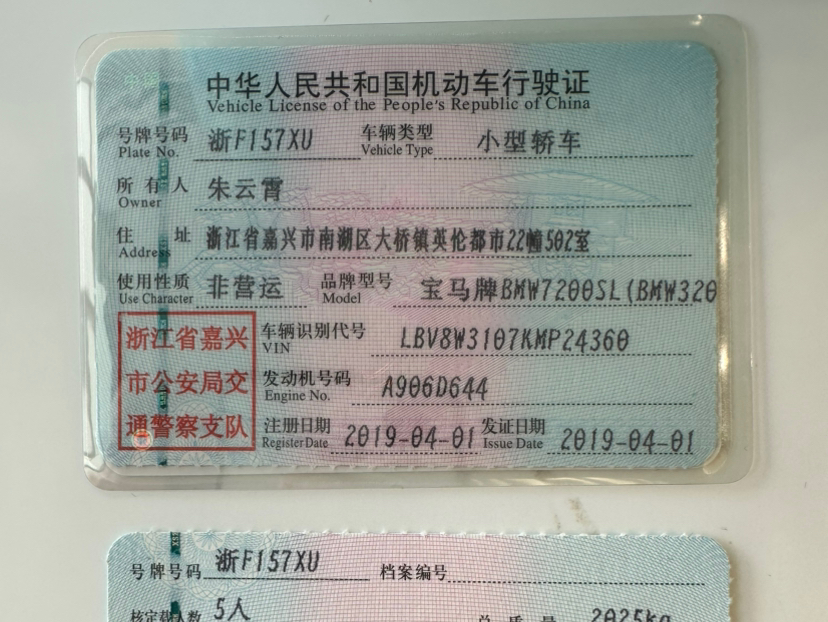 中华人民共和国机动车行驶证
Vehicle License of the People's Republic of China
号牌号码 浙F157XU 车辆类型 小型轿车
Plate No. Vehicle Type
所有人 朱云霄
Owner
住址 浙江省嘉兴市南湖区大桥镇英伦都市22幢502室
Address
使用性质 非营运 品牌型号 宝马牌BMW7200SL(BMW320
Use Character Model
浙江省嘉兴
市公安局交
通警察支队
车辆识别代号 LBV8W3107KMP24360
VIN
发动机号码 A906D644
Engine No.
注册日期 2019-04-01 发证日期 2019-04-01
Register Date Issue Date
号牌号码 浙F157XU 档案编号
核定载人数 5人 总质量 2025kg